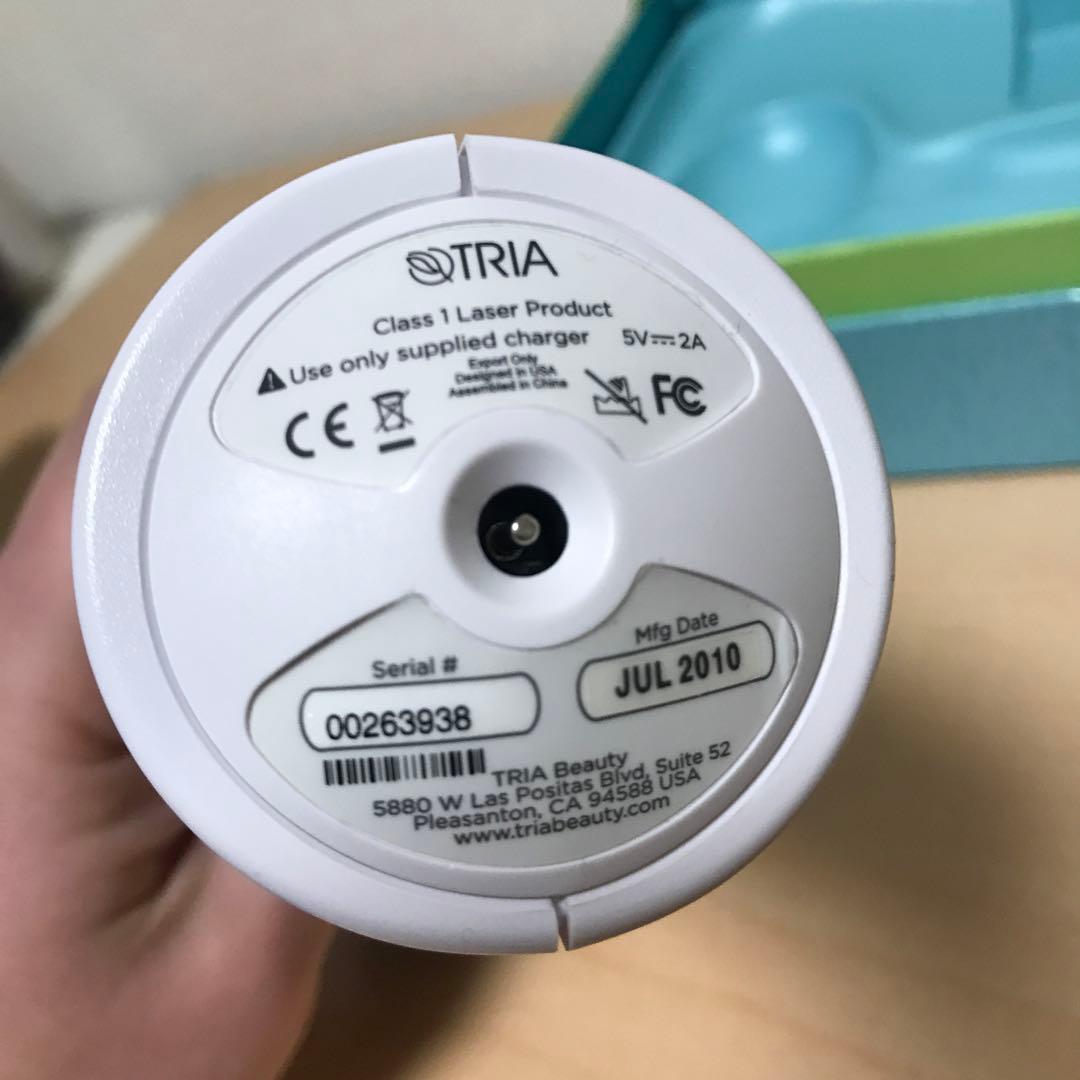 TRIA
Class 1 Laser Product
Use only supplied charger 5V⎓2A
Export Only
Designed in USA
Assembled in China
CE FC
Serial #
00263938
Mfg Date
JUL 2010
TRIA Beauty
5880 W Las Positas Blvd, Suite 52
Pleasanton, CA 94588 USA
www.triabeauty.com